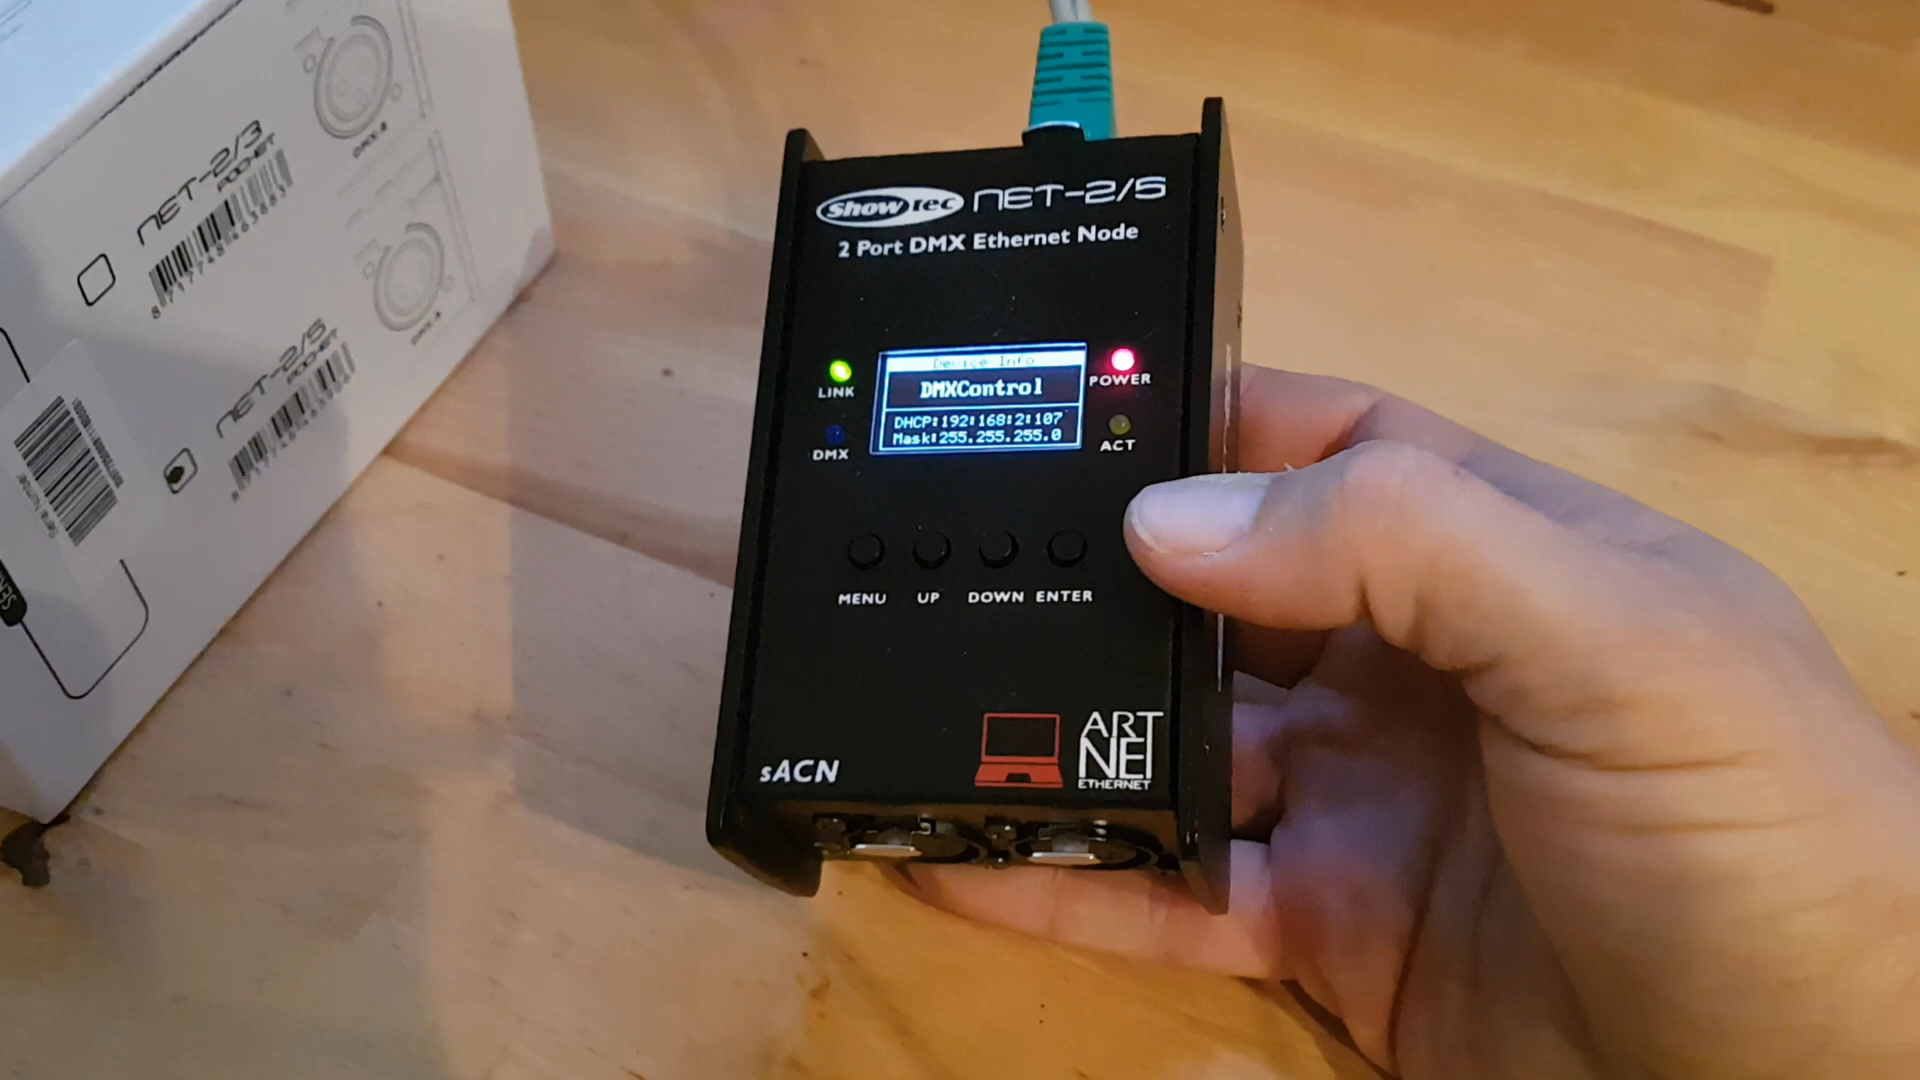 NET-2/3
POCKET
DMX-B
NET-2/5
POCKET
ShowTec NET-2/5
2 Port DMX Ethernet Node
Device Info
DMXControl
DHCP:192:168:2:107
Mask:255.255.255.0
LINK
DMX
POWER
ACT
MENU UP DOWN ENTER
sACN
ART
NET
ETHERNET